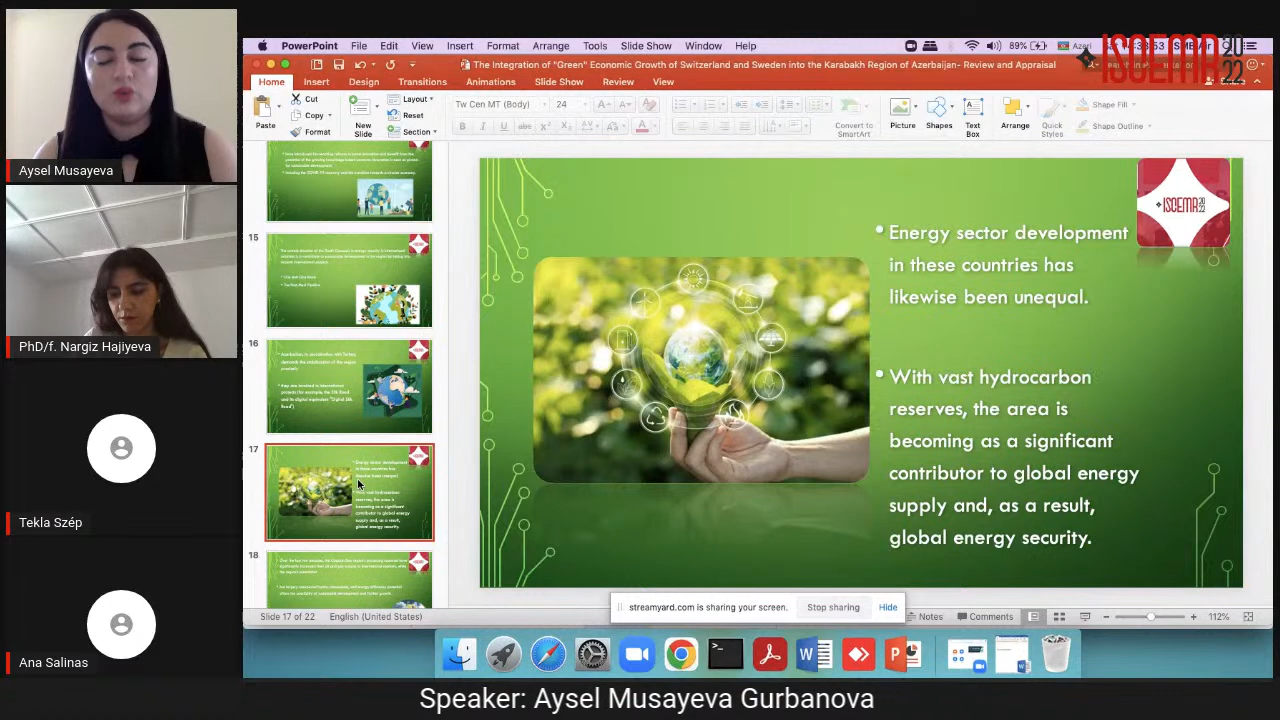 PowerPoint File Edit View Insert Format Arrange Tools Slide Show Window Help
89%
ISCEMR 2022
The Integration of "Green" Economic Growth of Switzerland and Sweden into the Karabakh Region of Azerbaijan- Review and Appraisal
Home Insert Design Transitions Animations Slide Show Review View
Paste
Cut
Copy
Format
New Slide
Layout
Reset
Section
Tw Cen MT (Body) 24
Convert to SmartArt
Picture
Shapes
Text Box
Arrange
Quick Styles
Shape Fill
Shape Outline
Aysel Musayeva
PhD/f. Nargiz Hajiyeva
Tekla Szép
Ana Salinas
15
16
17
18
ISCEMR 2022
Energy sector development
in these countries has
likewise been unequal.
With vast hydrocarbon
reserves, the area is
becoming as a significant
contributor to global energy
supply and, as a result,
global energy security.
streamyard.com is sharing your screen. Stop sharing Hide
Slide 17 of 22 English (United States) Notes Comments 112%
Speaker: Aysel Musayeva Gurbanova